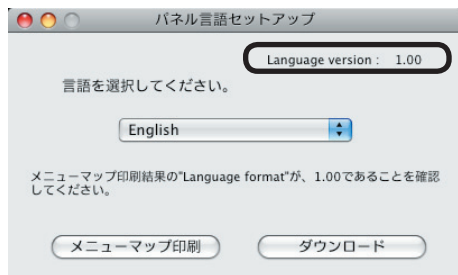 パネル言語セットアップ
Language version : 1.00
言語を選択してください。
English
メニューマップ印刷結果の"Language format"が、1.00であることを確認
してください。
メニューマップ印刷 ダウンロード